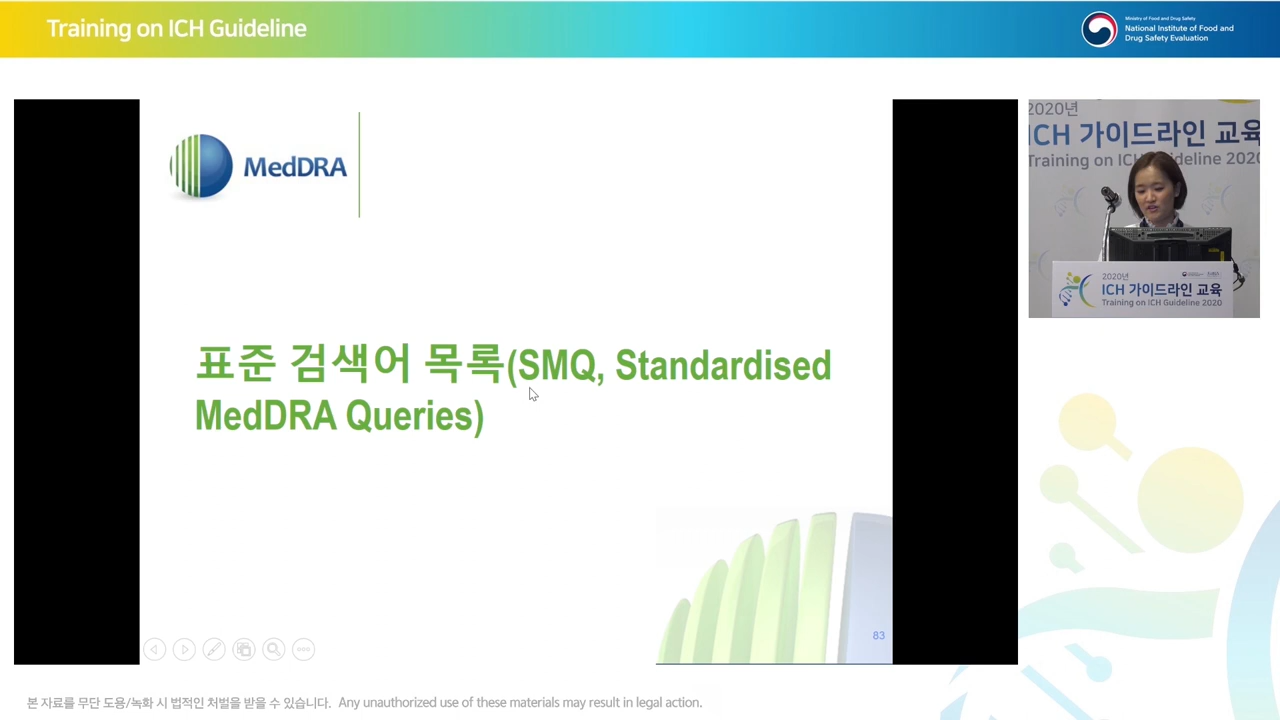 Training on ICH Guideline
Ministry of Food and Drug Safety
National Institute of Food and
Drug Safety Evaluation
MedDRA
표준 검색어 목록(SMQ, Standardised
MedDRA Queries)
83
2020년
ICH 가이드라인 교육
Training on ICH Guideline 2020
2020년
ICH 가이드라인 교육
Training on ICH Guideline 2020
본 자료를 무단 도용/녹화 시 법적인 처벌을 받을 수 있습니다. Any unauthorized use of these materials may result in legal action.